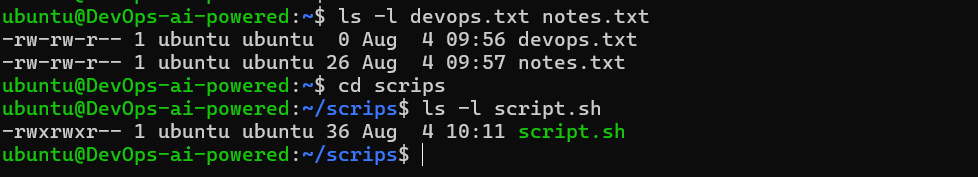 ubuntu@DevOps-ai-powered:~$ ls -l devops.txt notes.txt
-rw-rw-r-- 1 ubuntu ubuntu  0 Aug  4 09:56 devops.txt
-rw-rw-r-- 1 ubuntu ubuntu 26 Aug  4 09:57 notes.txt
ubuntu@DevOps-ai-powered:~$ cd scrips
ubuntu@DevOps-ai-powered:~/scrips$ ls -l script.sh
-rwxrwxr-- 1 ubuntu ubuntu 36 Aug  4 10:11 script.sh
ubuntu@DevOps-ai-powered:~/scrips$